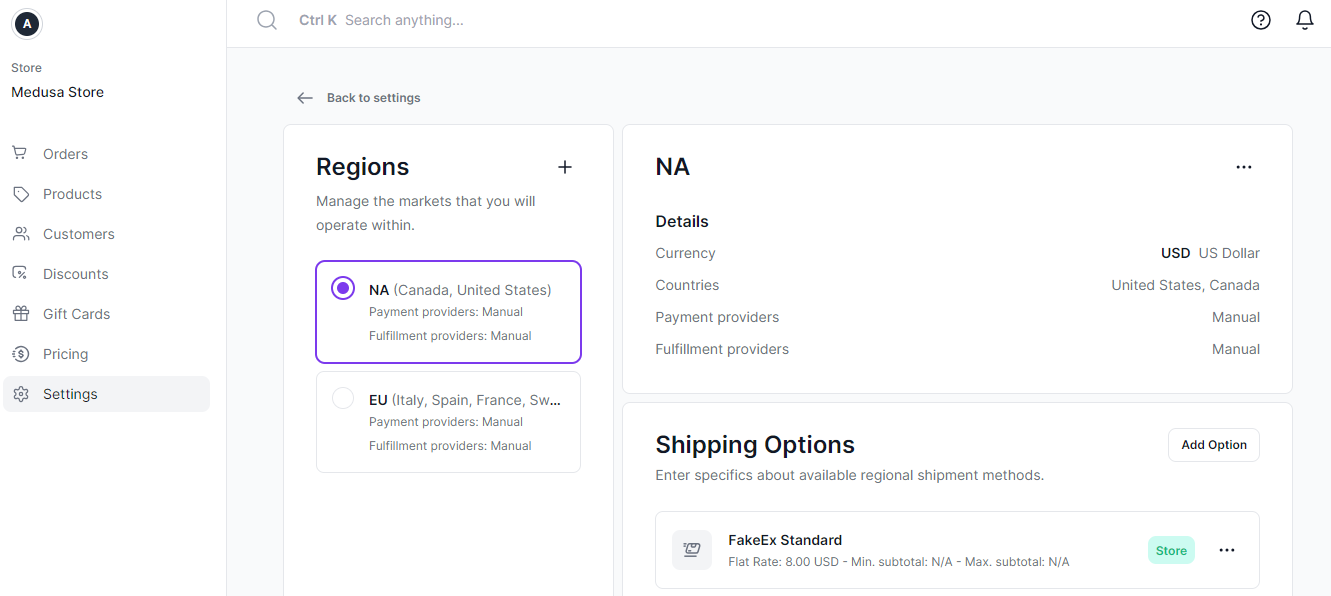 A
Ctrl K Search anything...
Store
Medusa Store
Orders
Products
Customers
Discounts
Gift Cards
Pricing
Settings
Back to settings
Regions
Manage the markets that you will
operate within.
NA (Canada, United States)
Payment providers: Manual
Fulfillment providers: Manual
EU (Italy, Spain, France, Sw...
Payment providers: Manual
Fulfillment providers: Manual
NA
Details
Currency USD US Dollar
Countries United States, Canada
Payment providers Manual
Fulfillment providers Manual
Shipping Options
Add Option
Enter specifics about available regional shipment methods.
FakeEx Standard
Flat Rate: 8.00 USD - Min. subtotal: N/A - Max. subtotal: N/A
Store